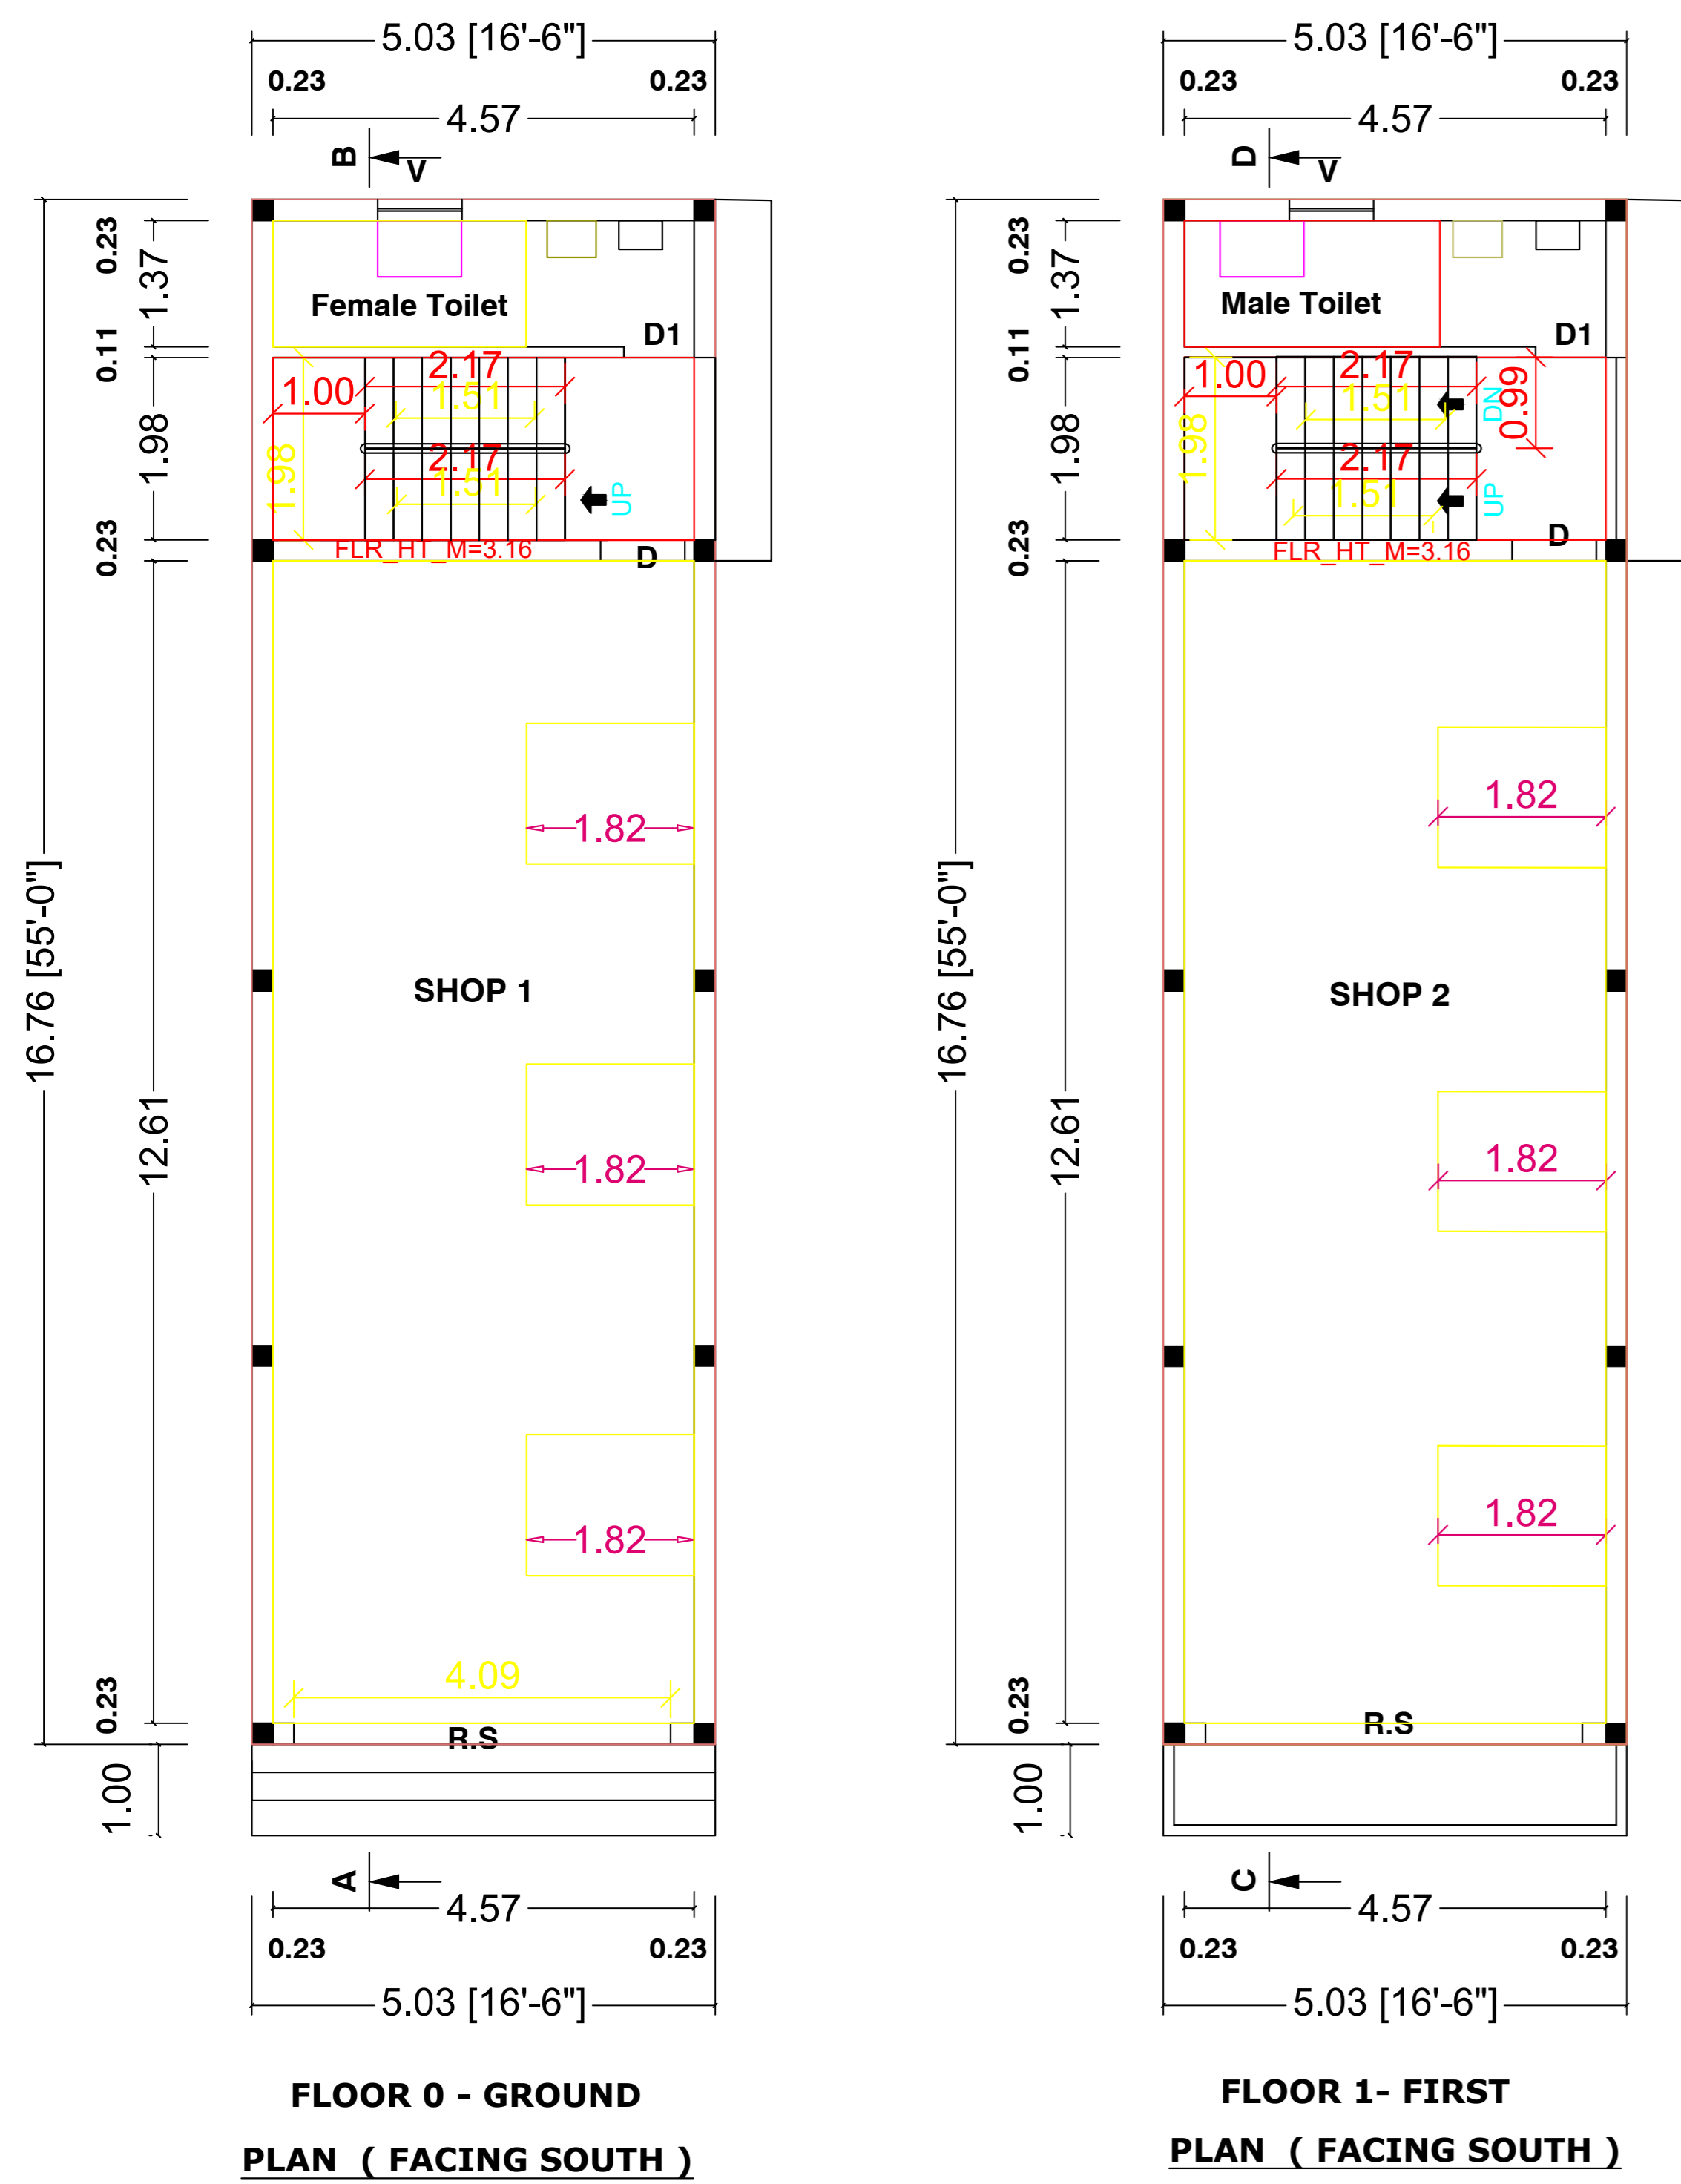 5.03 [16'-6"]
0.23
0.23
4.57
B
V
0.23
1.37
0.11
1.98
0.23
Female Toilet
D1
1.00
2.17
1.51
1.98
2.17
1.51
UP
FLR_HT_M=3.16
D
16.76 [55'-0"]
12.61
1.82
SHOP 1
1.82
1.82
4.09
0.23
R.S
1.00
A
4.57
0.23
0.23
5.03 [16'-6"]
FLOOR 0 - GROUND
PLAN ( FACING SOUTH )
5.03 [16'-6"]
0.23
0.23
4.57
D
V
0.23
1.37
0.11
1.98
0.23
Male Toilet
D1
1.00
2.17
1.51
DN
0.99
1.98
2.17
1.51
UP
FLR_HT_M=3.16
D
16.76 [55'-0"]
12.61
1.82
SHOP 2
1.82
1.82
0.23
R.S
1.00
C
4.57
0.23
0.23
5.03 [16'-6"]
FLOOR 1- FIRST
PLAN ( FACING SOUTH )